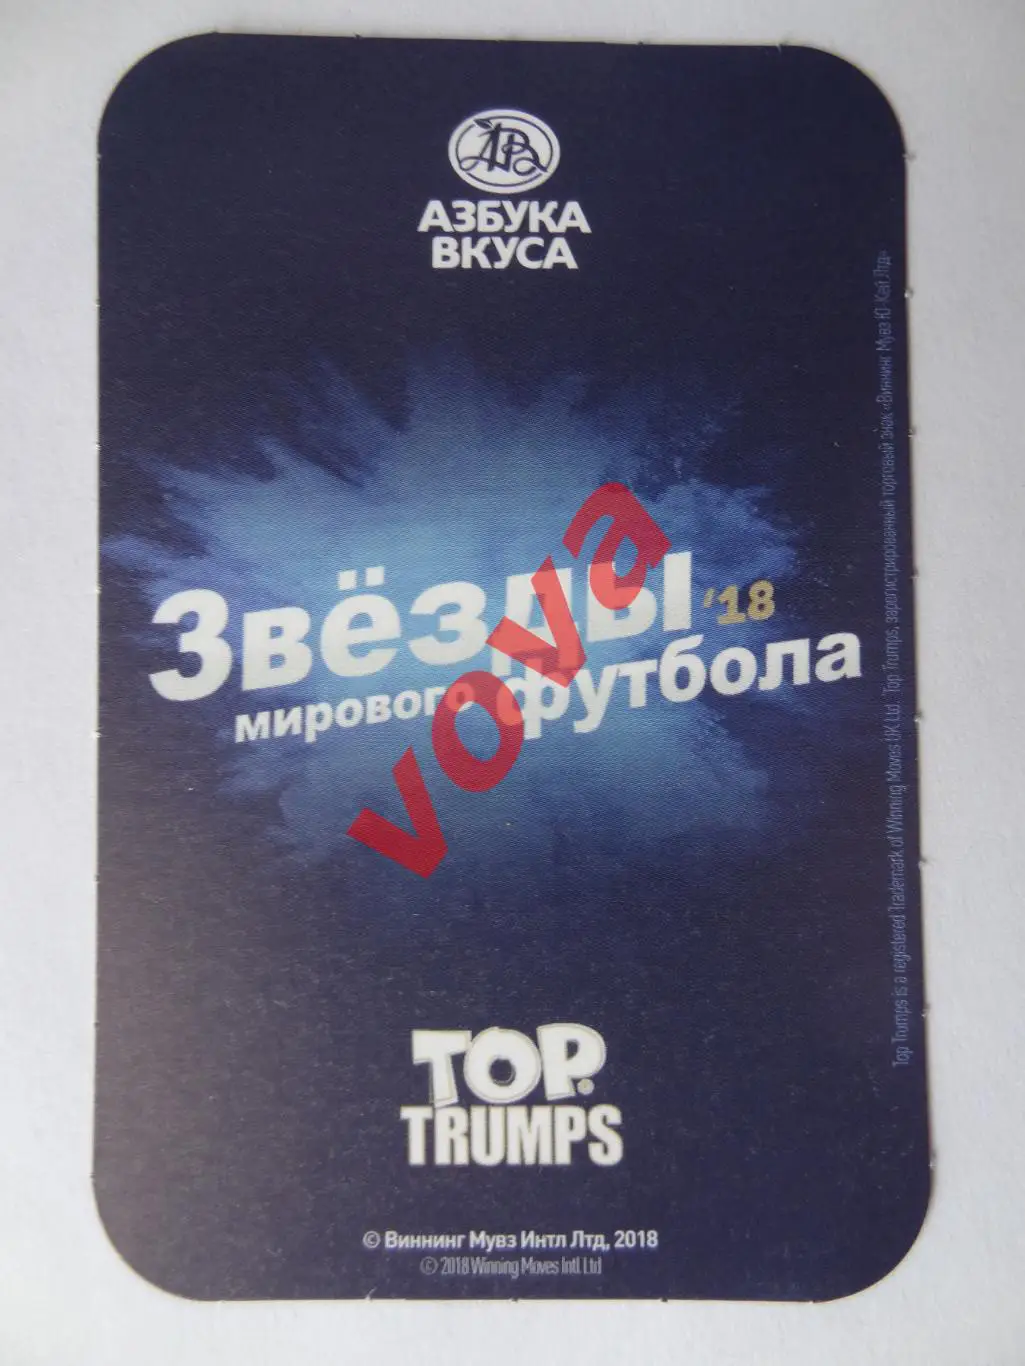 АВ
АЗБУКА
ВКУСА
Звёзды '18
мирового футбола
vova
TOP
TRUMPS
© Виннинг Мувз Интл Лтд, 2018
© 2018 Winning Moves Intl Ltd
Top Trumps is a registered Trademark of Winning Moves UK Ltd. Top Trumps, зарегистрированный торговый знак «Виннинг Мувз Ю-Кай Лтд»